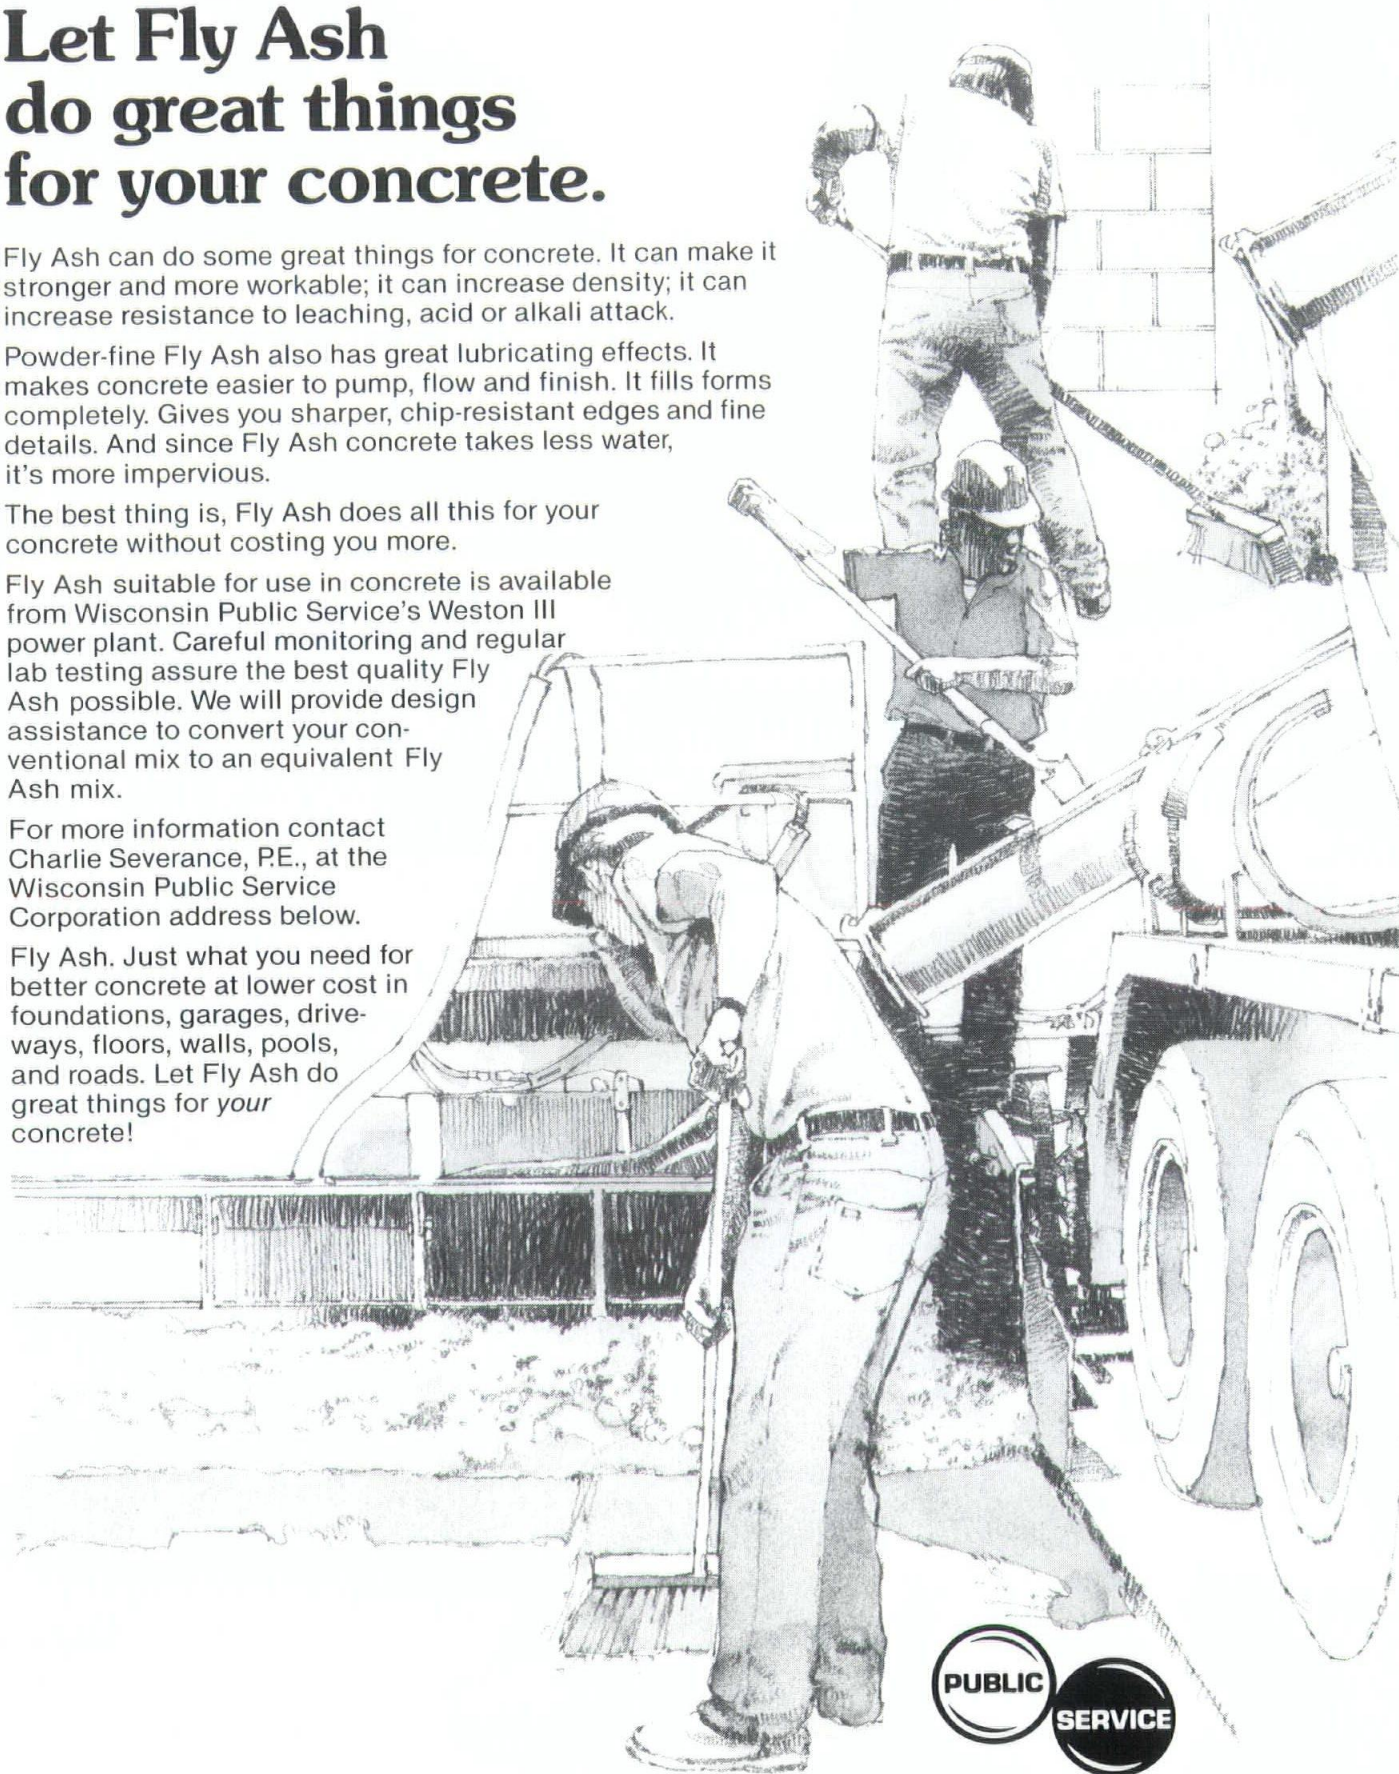 Let Fly Ash
do great things
for your concrete.
Fly Ash can do some great things for concrete. It can make it
stronger and more workable; it can increase density; it can
increase resistance to leaching, acid or alkali attack.
Powder-fine Fly Ash also has great lubricating effects. It
makes concrete easier to pump, flow and finish. It fills forms
completely. Gives you sharper, chip-resistant edges and fine
details. And since Fly Ash concrete takes less water,
it's more impervious.
The best thing is, Fly Ash does all this for your
concrete without costing you more.
Fly Ash suitable for use in concrete is available
from Wisconsin Public Service's Weston III
power plant. Careful monitoring and regular
lab testing assure the best quality Fly
Ash possible. We will provide design
assistance to convert your con-
ventional mix to an equivalent Fly
Ash mix.
For more information contact
Charlie Severance, P.E., at the
Wisconsin Public Service
Corporation address below.
Fly Ash. Just what you need for
better concrete at lower cost in
foundations, garages, drive-
ways, floors, walls, pools,
and roads. Let Fly Ash do
great things for your
concrete!
PUBLIC
SERVICE